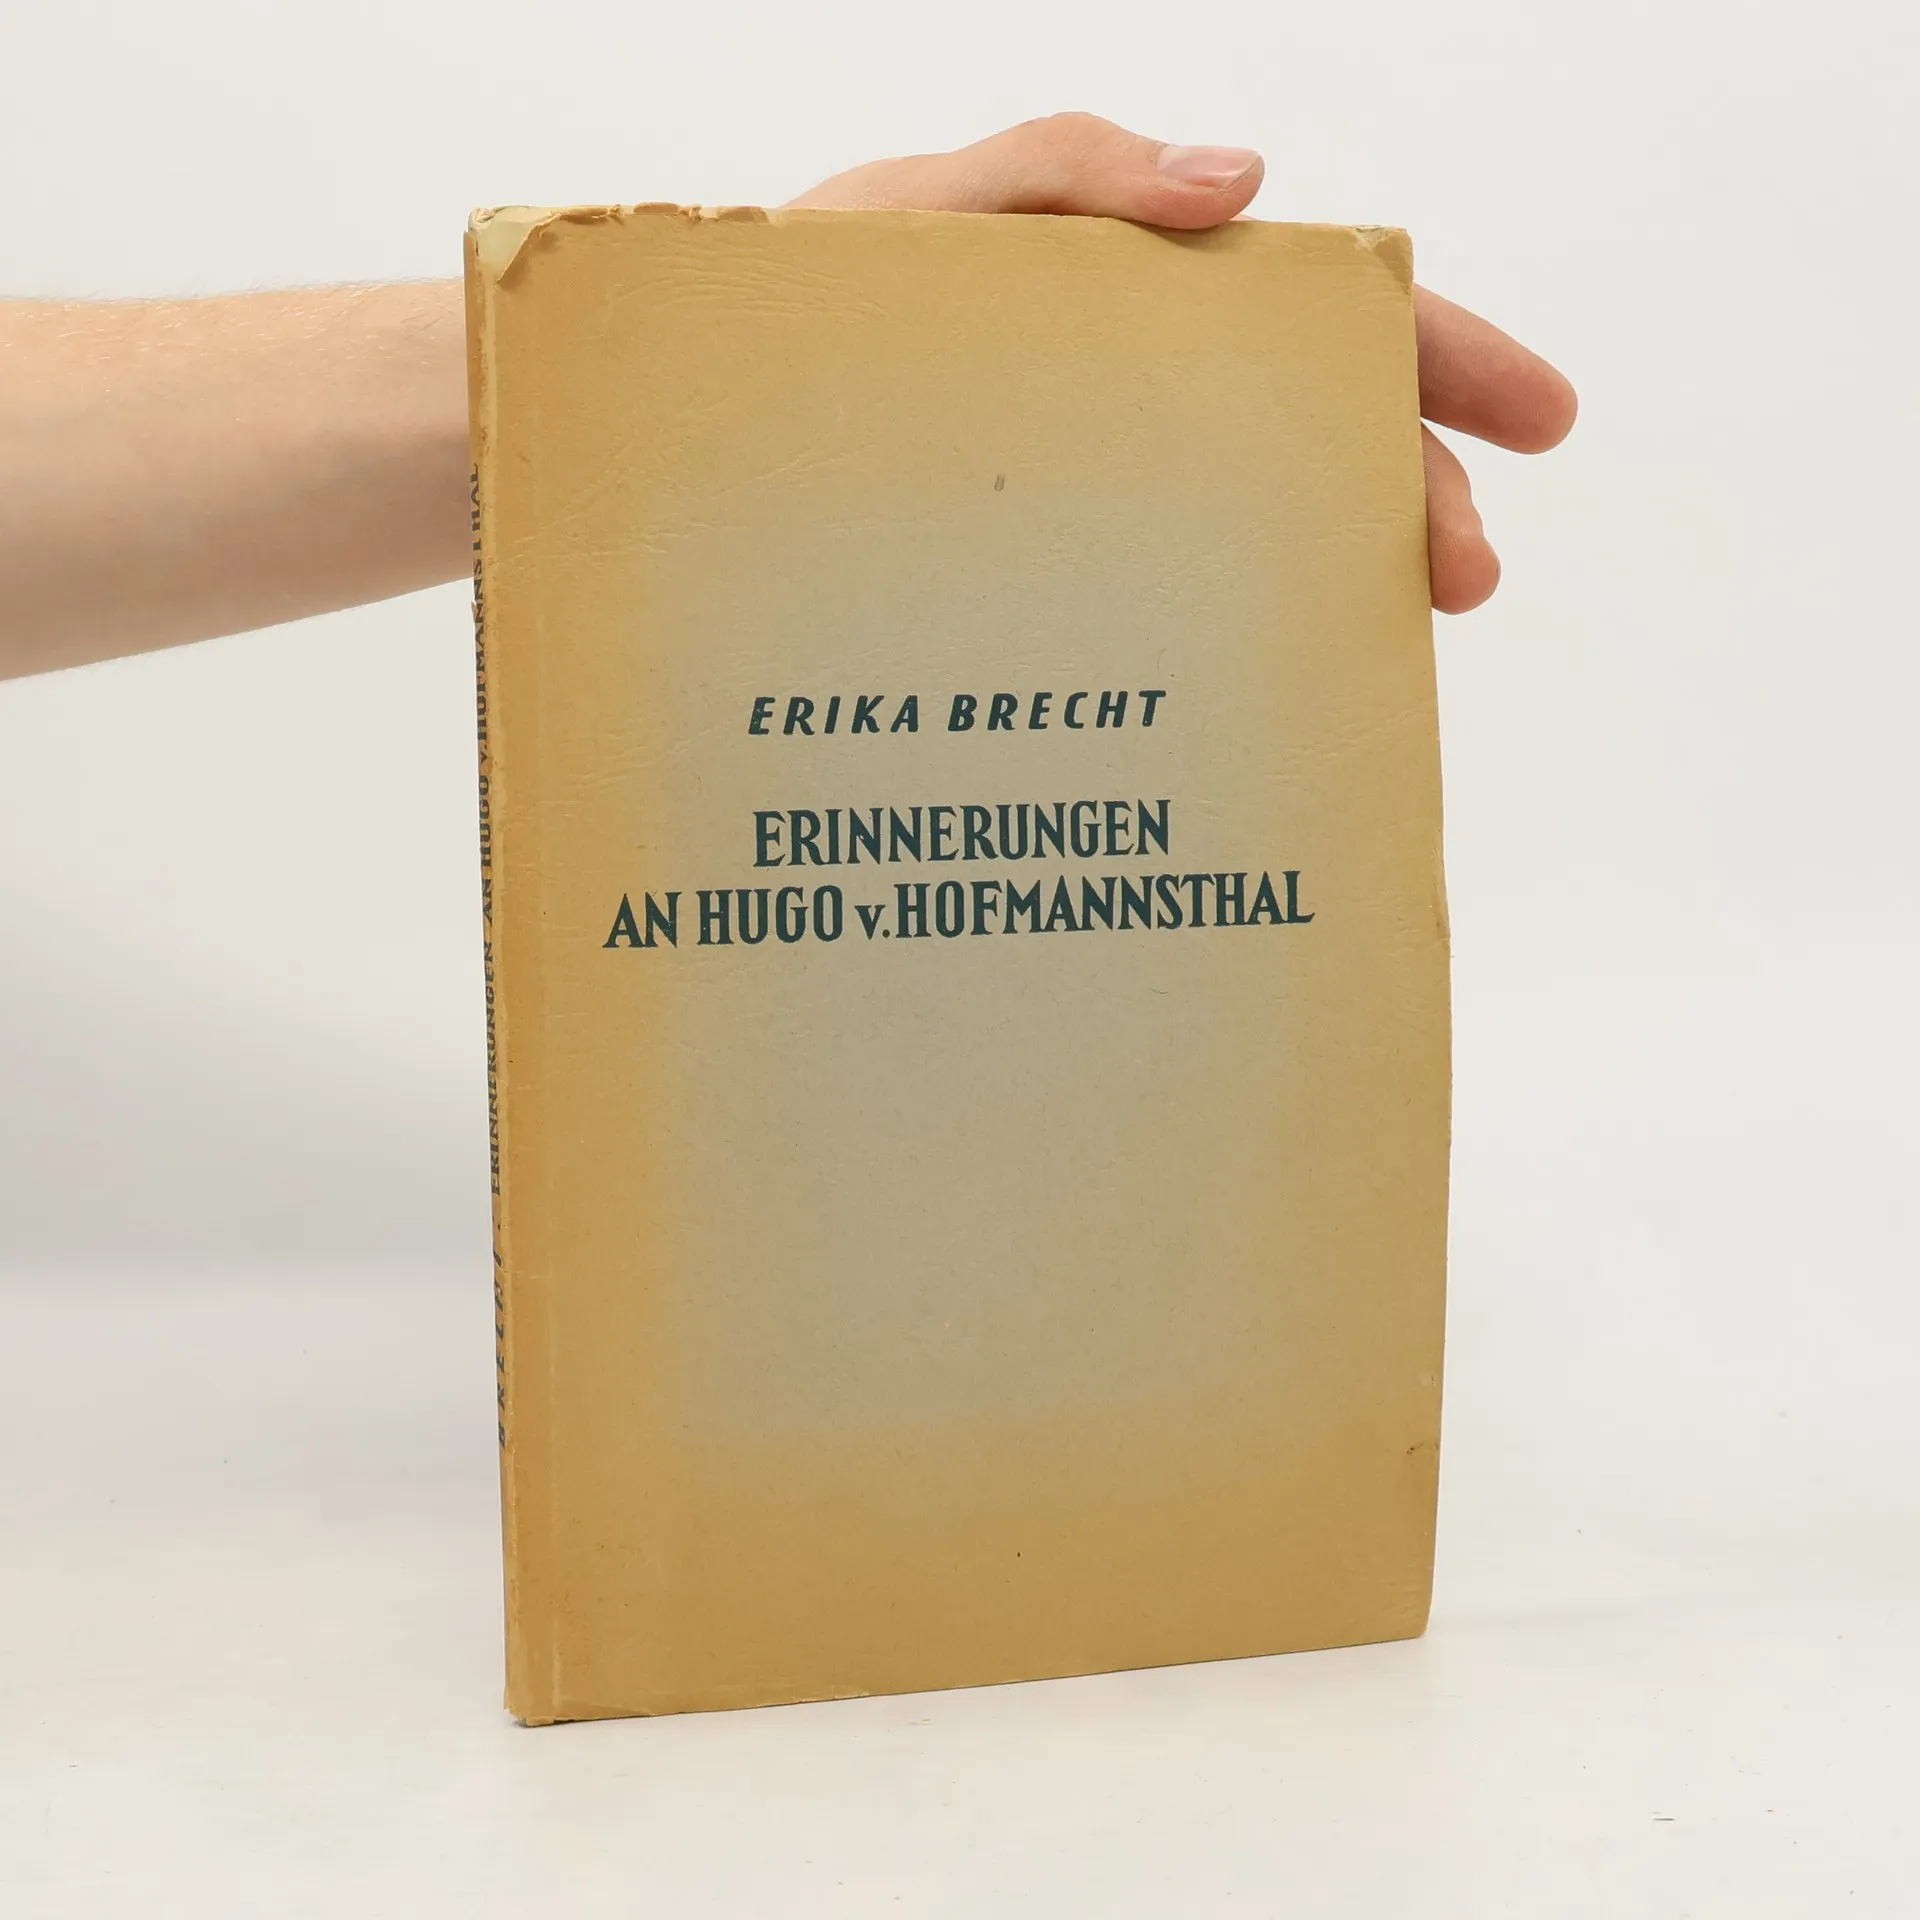 ERIKA BRECHT
ERINNERUNGEN
AN HUGO v. HOFMANNSTHAL
BRECHT · ERINNERUNGEN AN HUGO v. HOFMANNSTHAL